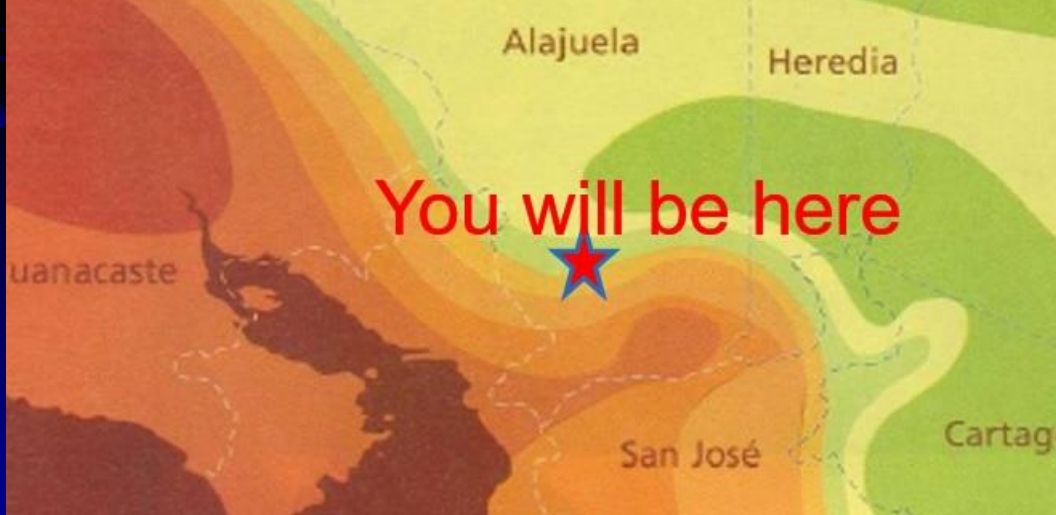 Alajuela
Heredia
You will be here
uanacaste
San José
Cartag